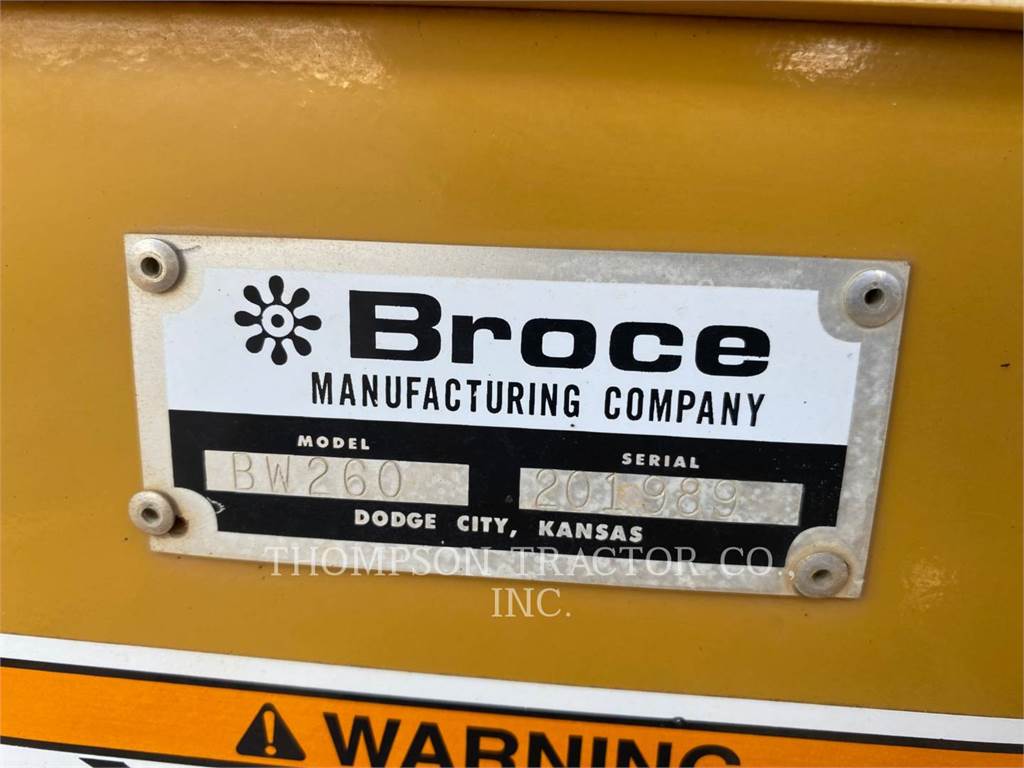 Broce
MANUFACTURING COMPANY
MODEL
SERIAL
BW260
201989
DODGE CITY, KANSAS
THOMPSON TRACTOR CO.,
INC.
WARNING